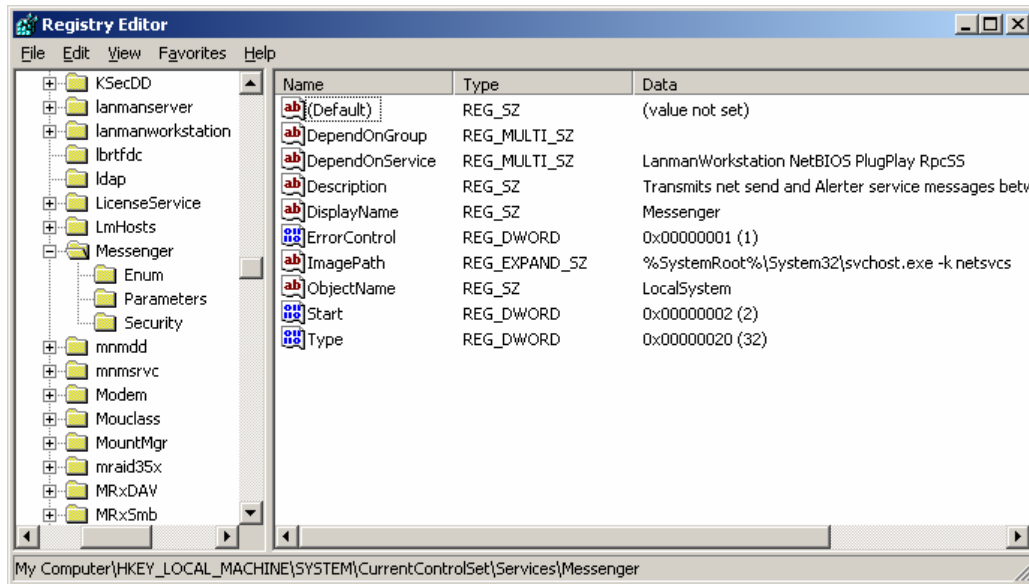 Registry Editor
File Edit View Favorites Help
KSecDD
lanmanserver
lanmanworkstation
lbrtfdc
ldap
LicenseService
LmHosts
Messenger
Enum
Parameters
Security
mnmdd
mnmsrvc
Modem
Mouclass
MountMgr
mraid35x
MRxDAV
MRxSmb
Name Type Data
(Default) REG_SZ (value not set)
DependOnGroup REG_MULTI_SZ
DependOnService REG_MULTI_SZ LanmanWorkstation NetBIOS PlugPlay RpcSS
Description REG_SZ Transmits net send and Alerter service messages betw
DisplayName REG_SZ Messenger
ErrorControl REG_DWORD 0x00000001 (1)
ImagePath REG_EXPAND_SZ %SystemRoot%\System32\svchost.exe -k netsvcs
ObjectName REG_SZ LocalSystem
Start REG_DWORD 0x00000002 (2)
Type REG_DWORD 0x00000020 (32)
My Computer\HKEY_LOCAL_MACHINE\SYSTEM\CurrentControlSet\Services\Messenger